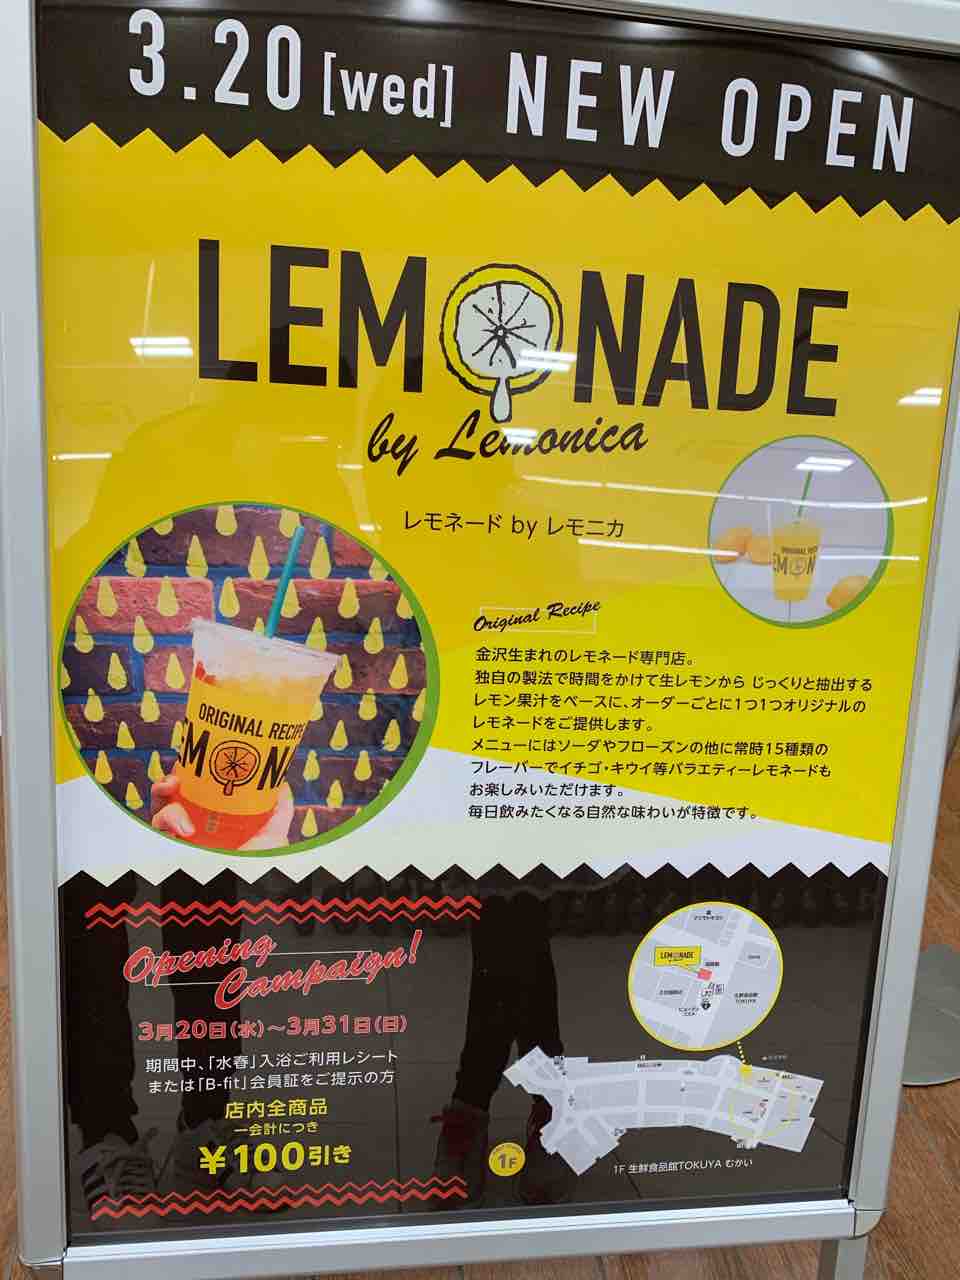 3.20[wed] NEW OPEN
LEMONADE
by Lemonica
レモネード by レモニカ
ORIGINAL RECIPE
LEMONA
ORIGINAL RECIP
EMON
Original Recipe
金沢生まれのレモネード専門店。
独自の製法で時間をかけて生レモンから じっくりと抽出する
レモン果汁をベースに、オーダーごとに1つ1つオリジナルの
レモネードをご提供します。
メニューにはソーダやフローズンの他に常時15種類の
フレーバーでイチゴ・キウイ等バラエティーレモネードも
お楽しみいただけます。
毎日飲みたくなる自然な味わいが特徴です。
Opening
Campaign!
3月20日(水)～3月31日(日)
期間中、「水春」入浴ご利用レシート
または「B-fit」会員証をご提示の方
店内全商品
一会計につき
¥100引き
LEMONADE
生鮮食品館
TOKUYA
1F
1F 生鮮食品館TOKUYA むかい